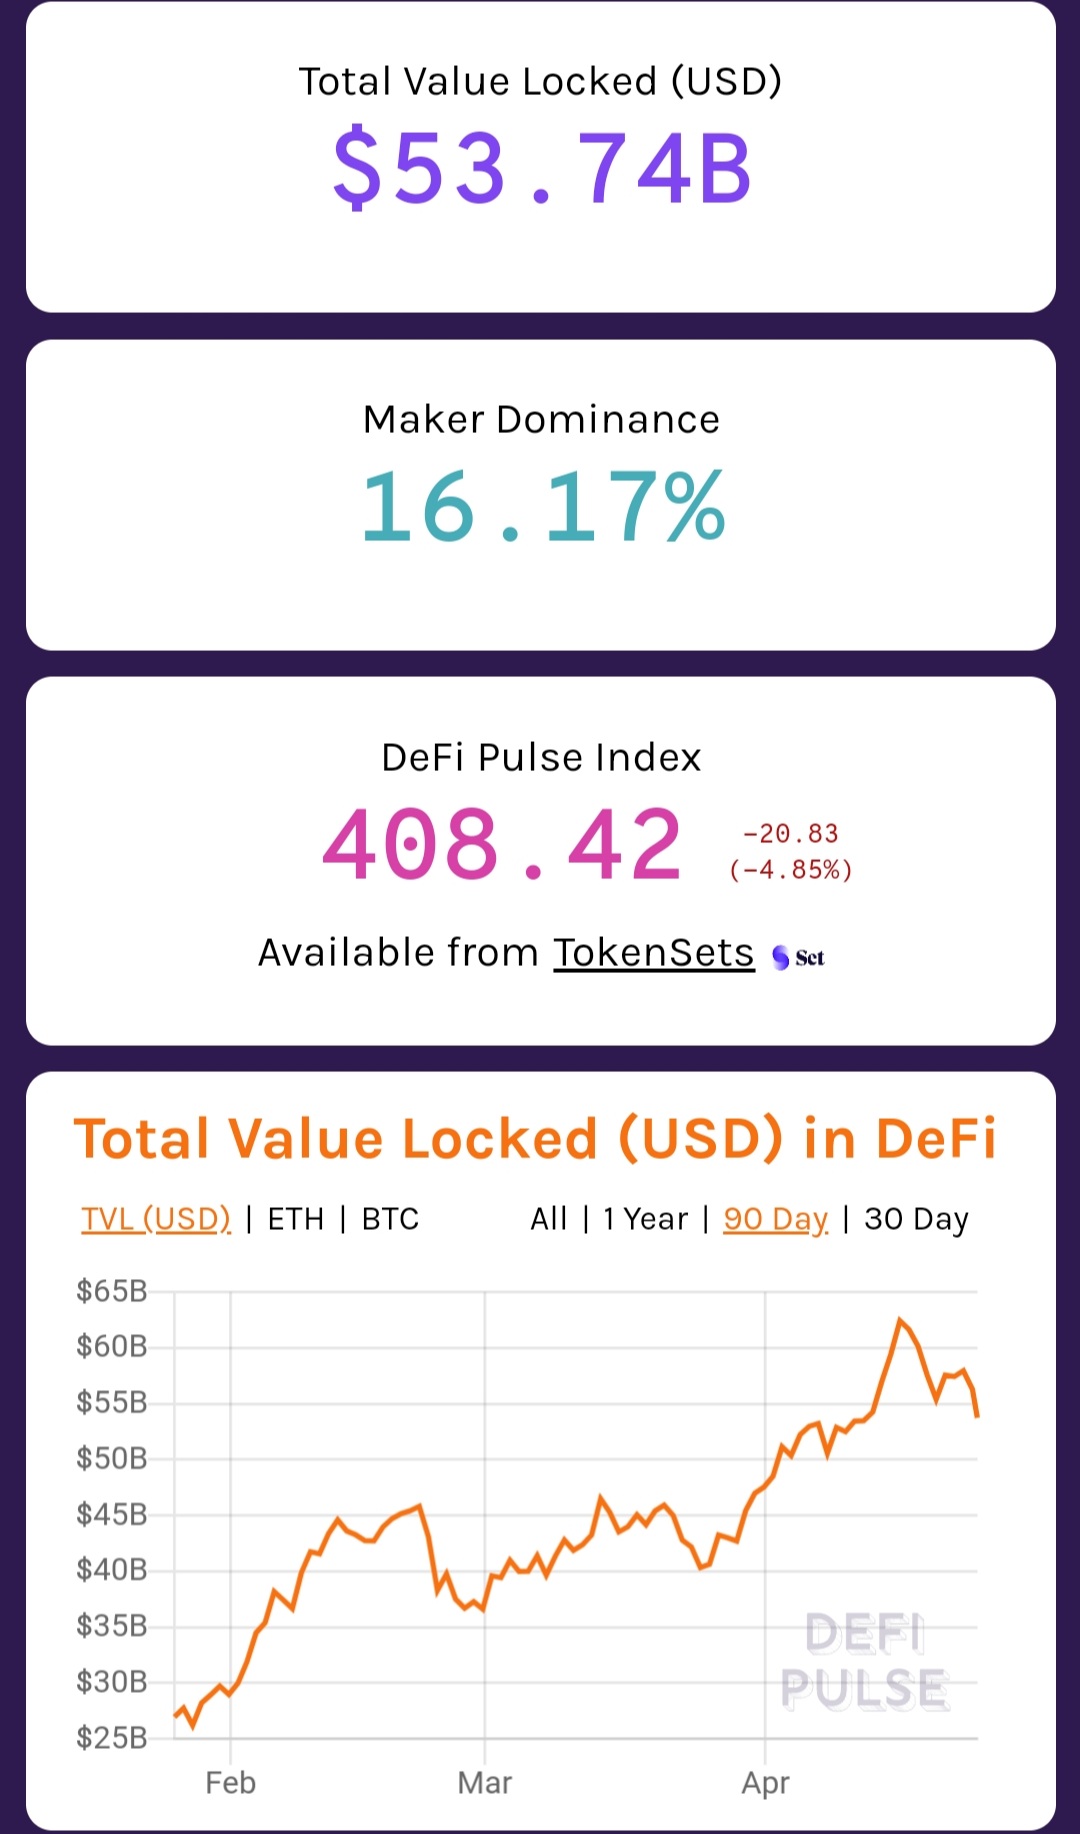 Total Value Locked (USD)
$53.74B
Maker Dominance
16.17%
DeFi Pulse Index
408.42
-20.83
(-4.85%)
Available from TokenSets Set
Total Value Locked (USD) in DeFi
TVL (USD) | ETH | BTC All | 1 Year | 90 Day | 30 Day
$65B
$60B
$55B
$50B
$45B
$40B
$35B
$30B
$25B
DEFI
PULSE
Feb Mar Apr